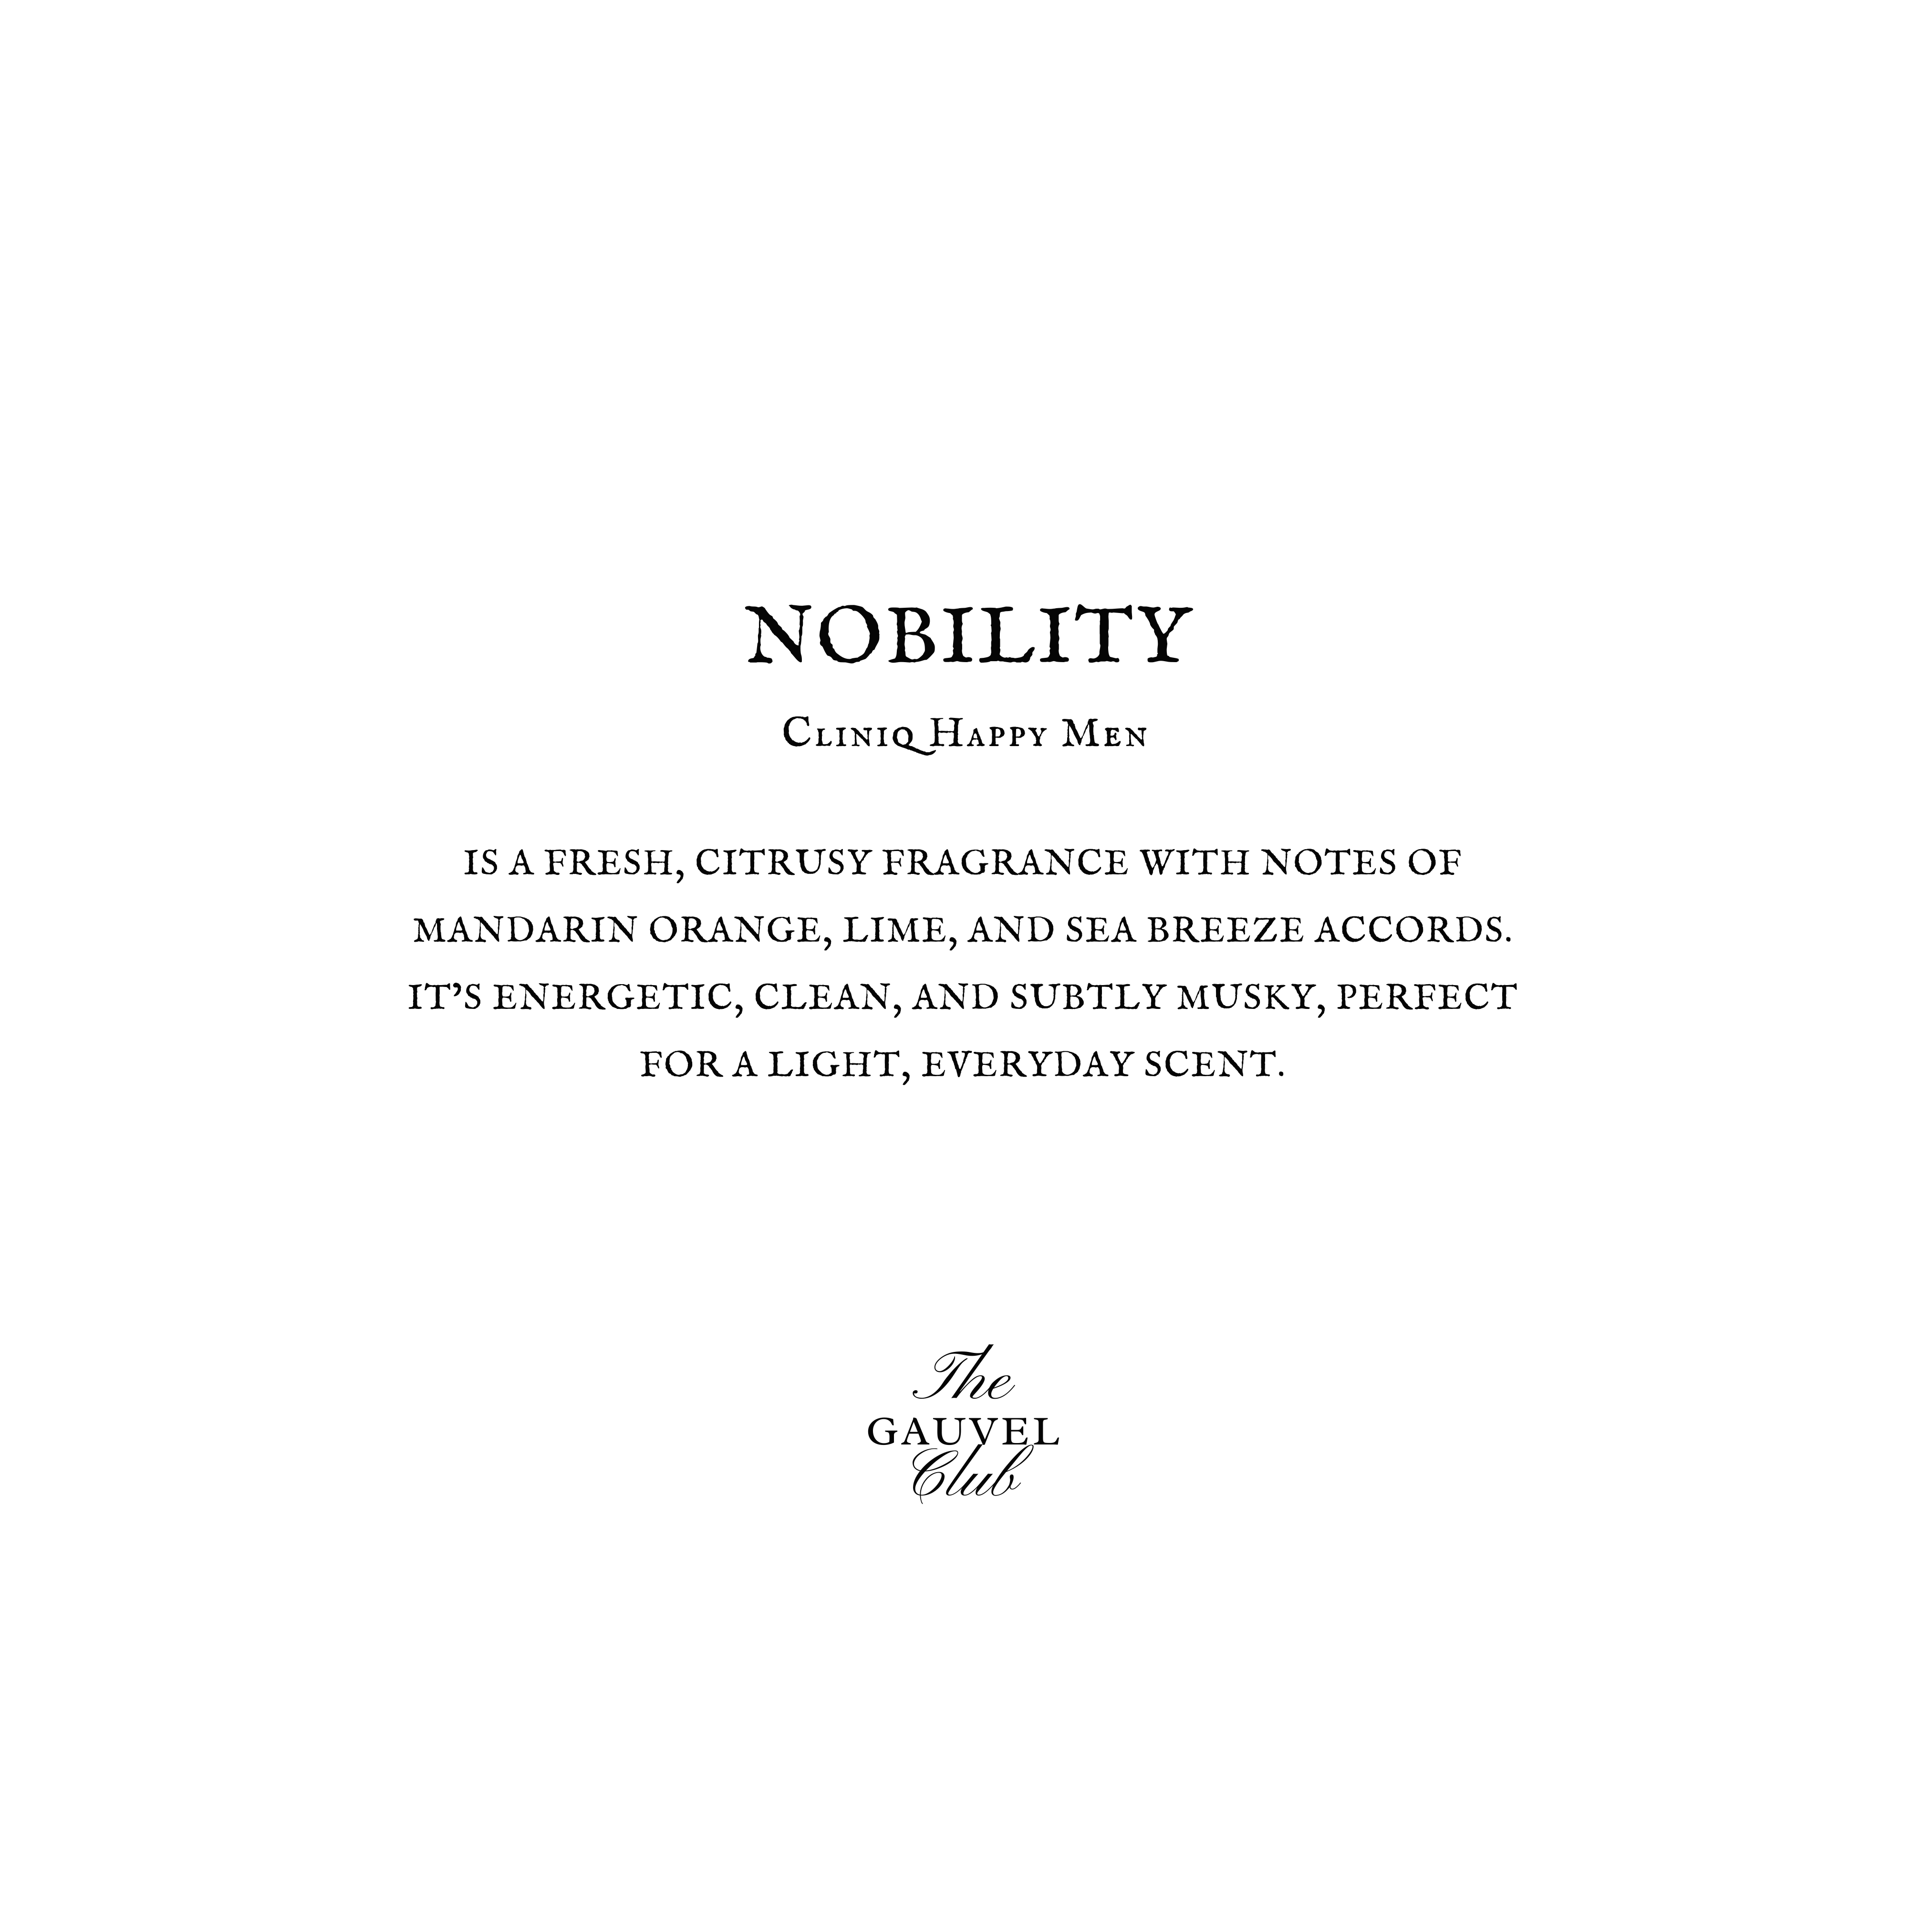 NOBILITY
Cliniq Happy Men
IS A FRESH, CITRUSY FRAGRANCE WITH NOTES OF
MANDARIN ORANGE, LIME, AND SEA BREEZE ACCORDS.
IT’S ENERGETIC, CLEAN, AND SUBTLY MUSKY, PERFECT
FOR A LIGHT, EVERYDAY SCENT.
The
GAUVEL
Club